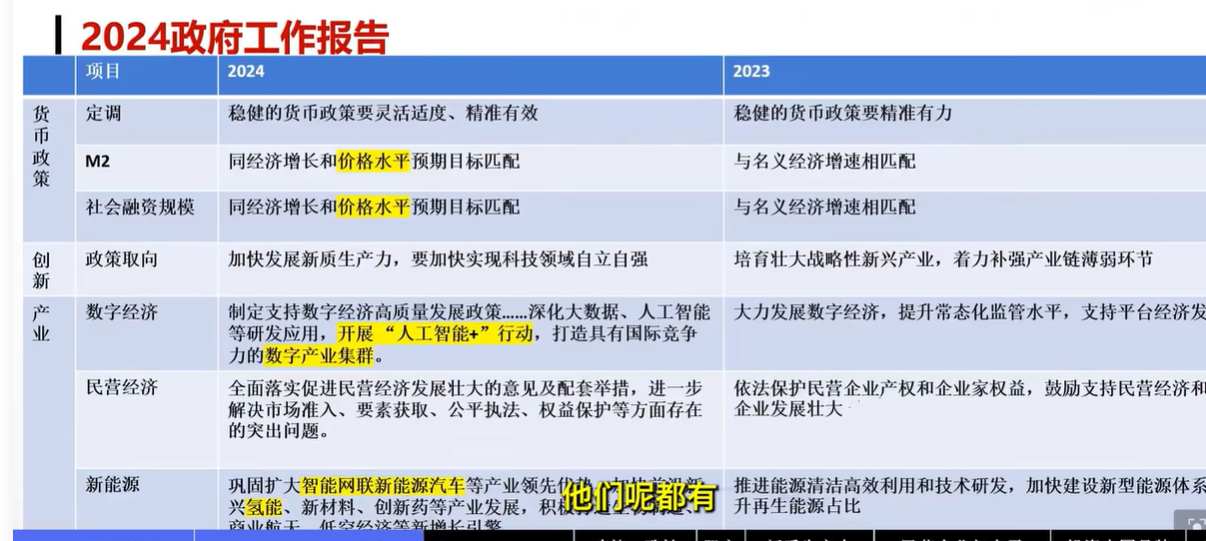 2024政府工作报告
项目 2024 2023
货币政策 定调 稳健的货币政策要灵活适度、精准有效 稳健的货币政策要精准有力
M2 同经济增长和价格水平预期目标匹配 与名义经济增速相匹配
社会融资规模 同经济增长和价格水平预期目标匹配 与名义经济增速相匹配
创新 政策取向 加快发展新质生产力，要加快实现科技领域自立自强 培育壮大战略性新兴产业，着力补强产业链薄弱环节
产业 数字经济 制定支持数字经济高质量发展政策......深化大数据、人工智能 大力发展数字经济，提升常态化监管水平，支持平台经济发
等研发应用，开展“人工智能+”行动，打造具有国际竞争
力的数字产业集群。
民营经济 全面落实促进民营经济发展壮大的意见及配套举措，进一步 依法保护民营企业产权和企业家权益，鼓励支持民营经济和
解决市场准入、要素获取、公平执法、权益保护等方面存在 企业发展壮大
的突出问题。
新能源 巩固扩大智能网联新能源汽车等产业领先 推进能源清洁高效利用和技术研发，加快建设新型能源体系
兴氢能、新材料、创新药等产业发展，积极 升再生能源占比
商业航天、低空经济等新增长引擎
他们呢都有